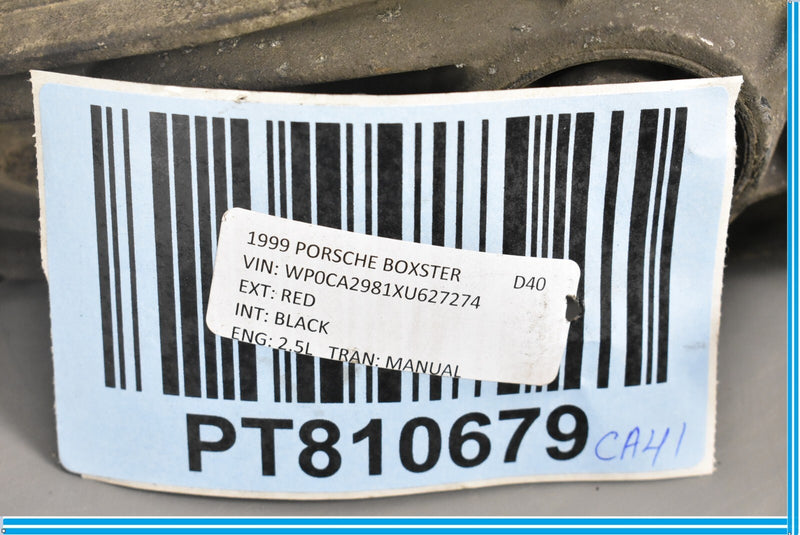 1999 PORSCHE BOXSTER D40
VIN: WP0CA2981XU627274
EXT: RED
INT: BLACK
ENG: 2.5L TRAN: MANUAL
PT810679 CA41